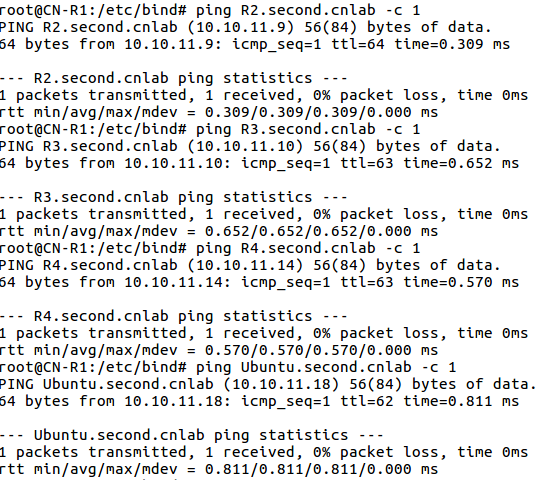 root@CN-R1:/etc/bind# ping R2.second.cnlab -c 1
PING R2.second.cnlab (10.10.11.9) 56(84) bytes of data.
64 bytes from 10.10.11.9: icmp_seq=1 ttl=64 time=0.309 ms

--- R2.second.cnlab ping statistics ---
1 packets transmitted, 1 received, 0% packet loss, time 0ms
rtt min/avg/max/mdev = 0.309/0.309/0.309/0.000 ms
root@CN-R1:/etc/bind# ping R3.second.cnlab -c 1
PING R3.second.cnlab (10.10.11.10) 56(84) bytes of data.
64 bytes from 10.10.11.10: icmp_seq=1 ttl=63 time=0.652 ms

--- R3.second.cnlab ping statistics ---
1 packets transmitted, 1 received, 0% packet loss, time 0ms
rtt min/avg/max/mdev = 0.652/0.652/0.652/0.000 ms
root@CN-R1:/etc/bind# ping R4.second.cnlab -c 1
PING R4.second.cnlab (10.10.11.14) 56(84) bytes of data.
64 bytes from 10.10.11.14: icmp_seq=1 ttl=63 time=0.570 ms

--- R4.second.cnlab ping statistics ---
1 packets transmitted, 1 received, 0% packet loss, time 0ms
rtt min/avg/max/mdev = 0.570/0.570/0.570/0.000 ms
root@CN-R1:/etc/bind# ping Ubuntu.second.cnlab -c 1
PING Ubuntu.second.cnlab (10.10.11.18) 56(84) bytes of data.
64 bytes from 10.10.11.18: icmp_seq=1 ttl=62 time=0.811 ms

--- Ubuntu.second.cnlab ping statistics ---
1 packets transmitted, 1 received, 0% packet loss, time 0ms
rtt min/avg/max/mdev = 0.811/0.811/0.811/0.000 ms